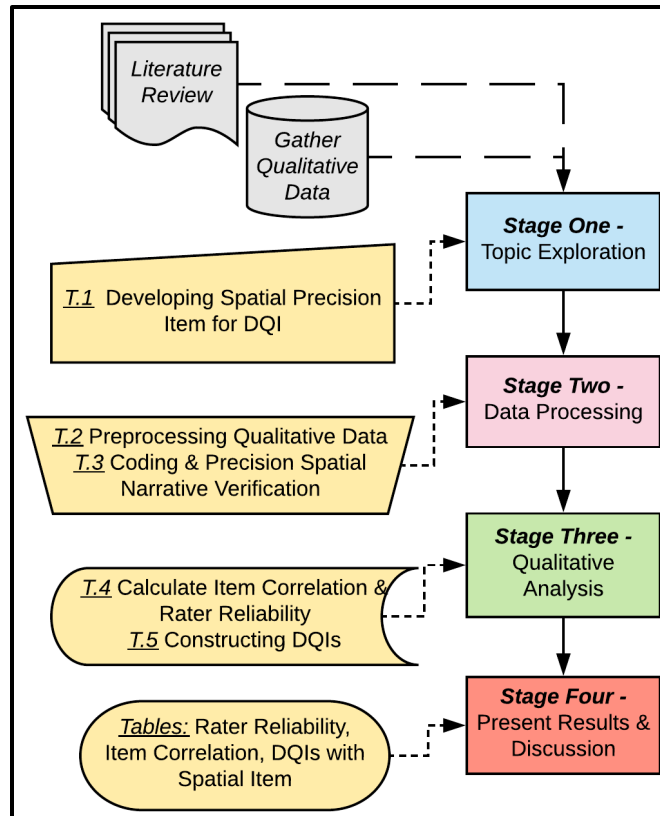 Literature
Review
Gather
Qualitative
Data
Stage One -
Topic Exploration
T.1 Developing Spatial Precision
Item for DQI
Stage Two -
Data Processing
T.2 Preprocessing Qualitative Data
T.3 Coding & Precision Spatial
Narrative Verification
Stage Three -
Qualitative
Analysis
T.4 Calculate Item Correlation &
Rater Reliability
T.5 Constructing DQIs
Stage Four -
Present Results &
Discussion
Tables: Rater Reliability,
Item Correlation, DQIs with
Spatial Item